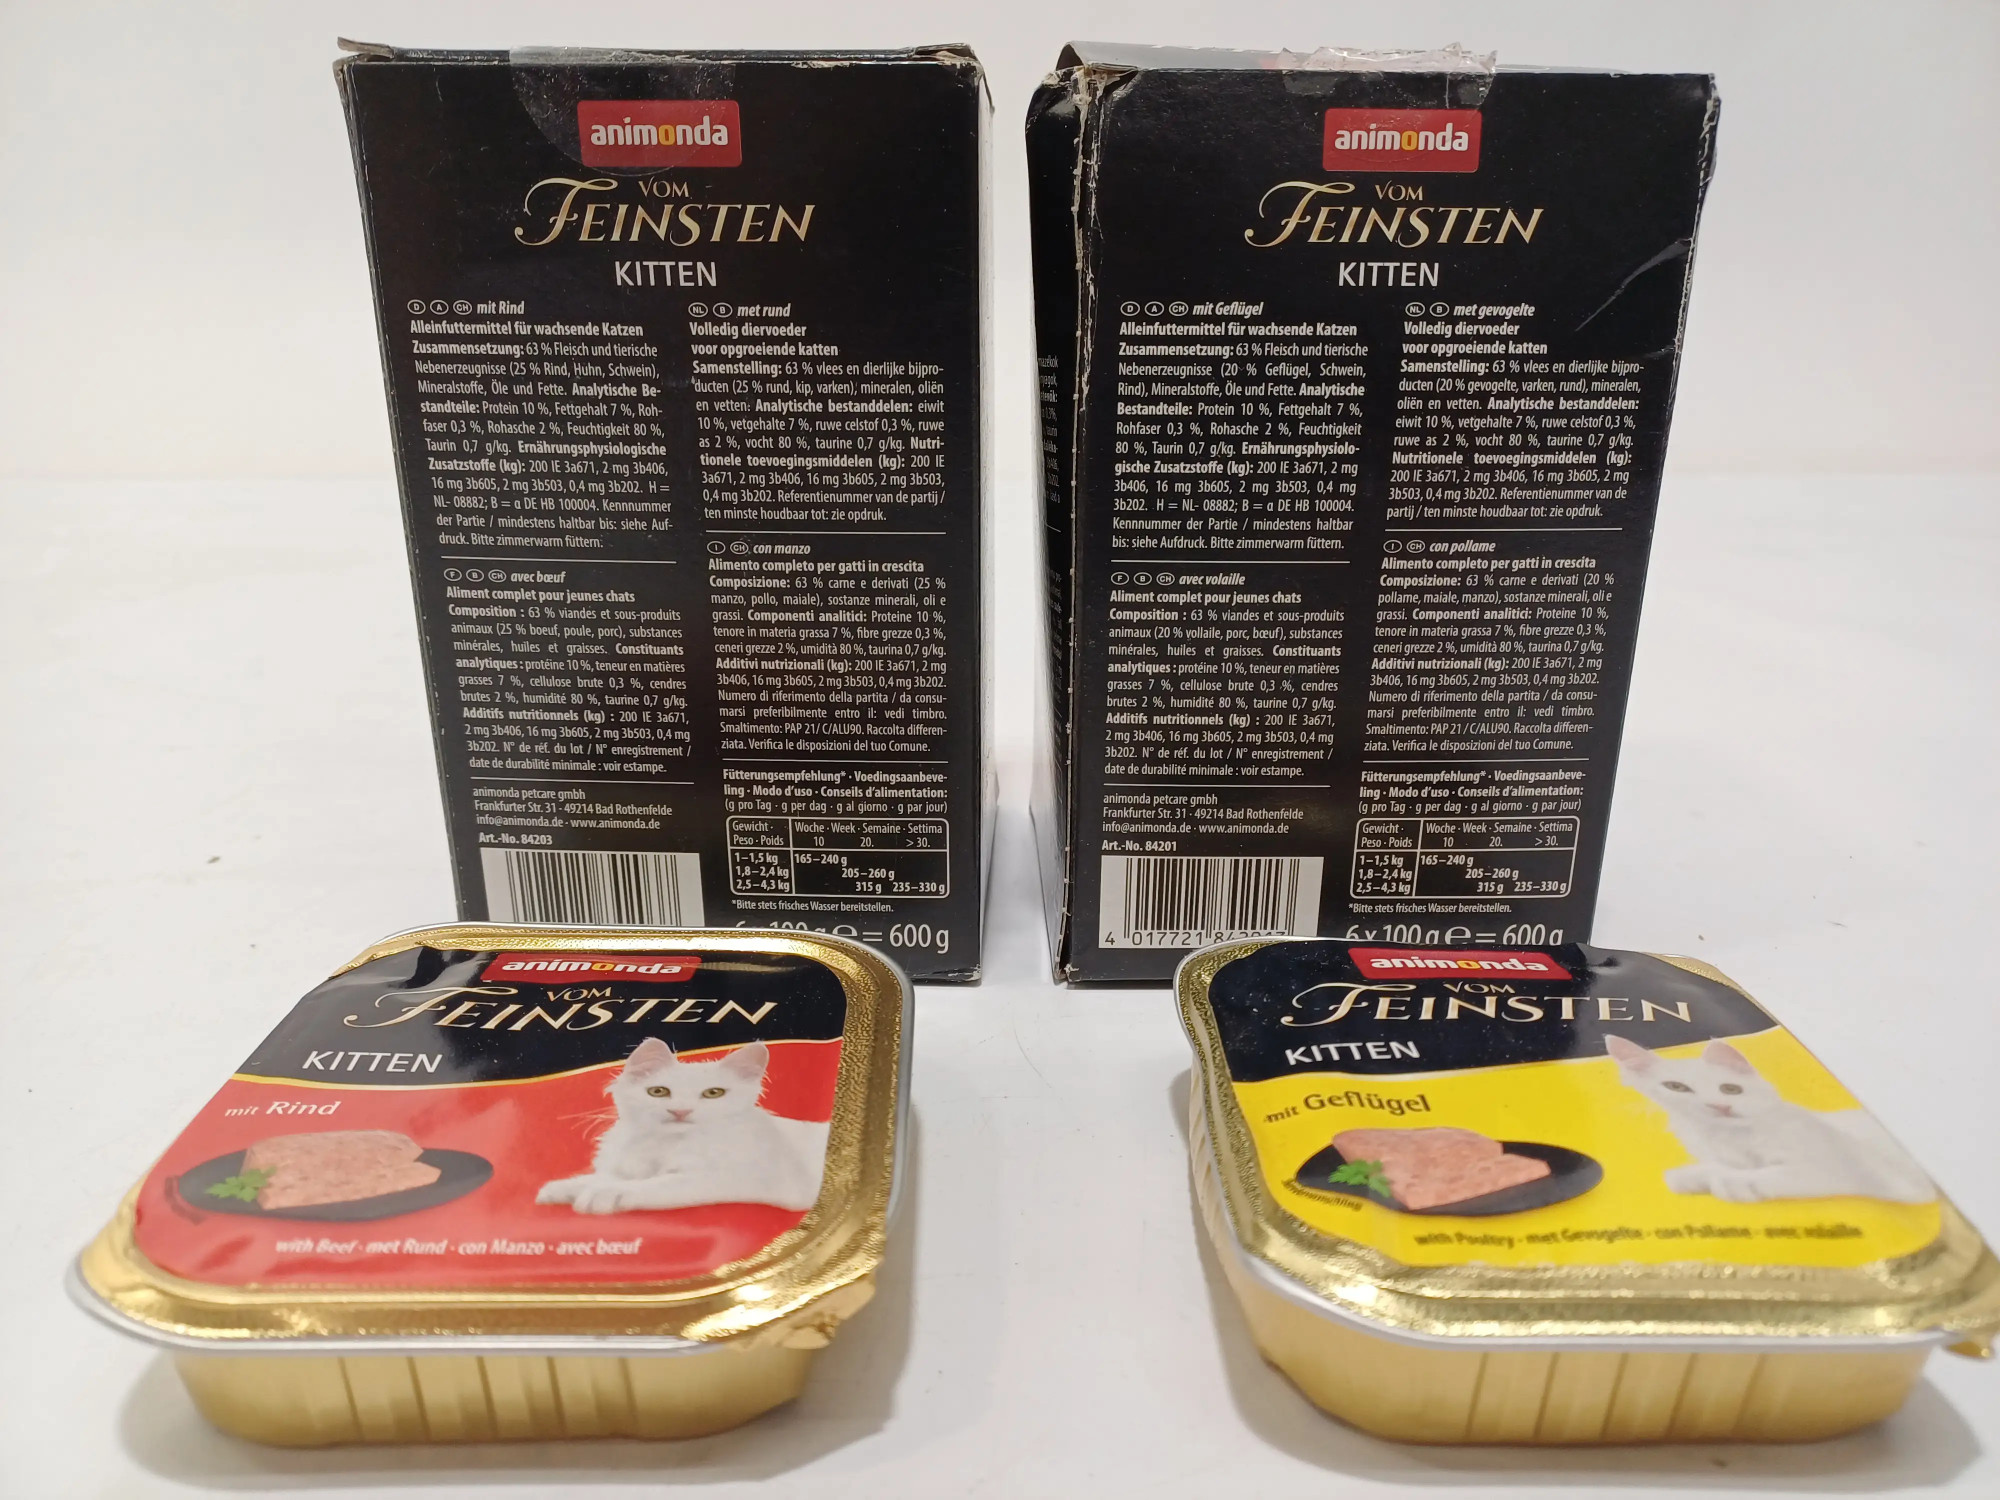 animonda
VOM
FEINSTEN
KITTEN
D A CH mit Rind
Alleinfuttermittel für wachsende Katzen
Zusammensetzung: 63 % Fleisch und tierische
Nebenerzeugnisse (25 % Rind, Huhn, Schwein),
Mineralstoffe, Öle und Fette. Analytische Be-
standteile: Protein 10 %, Fettgehalt 7 %, Roh-
faser 0,3 %, Rohasche 2 %, Feuchtigkeit 80 %,
Taurin 0,7 g/kg. Ernährungsphysiologische
Zusatzstoffe (kg): 200 IE 3a671, 2 mg 3b406,
16 mg 3b605, 2 mg 3b503, 0,4 mg 3b202. H =
NL- 08882; B = α DE HB 100004. Kennnummer
der Partie / mindestens haltbar bis: siehe Auf-
druck. Bitte zimmerwarm füttern.
F B CH avec bœuf
Aliment complet pour jeunes chats
Composition : 63 % viandes et sous-produits
animaux (25 % boeuf, poule, porc), substances
minérales, huiles et graisses. Constituants
analytiques : protéine 10 %, teneur en matières
grasses 7 %, cellulose brute 0,3 %, cendres
brutes 2 %, humidité 80 %, taurine 0,7 g/kg.
Additifs nutritionnels (kg) : 200 IE 3a671,
2 mg 3b406, 16 mg 3b605, 2 mg 3b503, 0,4 mg
3b202. N° de réf. du lot / N° enregistrement /
date de durabilité minimale : voir estampe.
animonda petcare gmbh
Frankfurter Str. 31 - 49214 Bad Rothenfelde
info@animonda.de - www.animonda.de
Art.-No. 84203
NL B met rund
Volledig diervoeder
voor opgroeiende katten
Samenstelling: 63 % vlees en dierlijke bijpro-
ducten (25 % rund, kip, varken), mineralen, oliën
en vetten. Analytische bestanddelen: eiwit
10 %, vetgehalte 7 %, ruwe celstof 0,3 %, ruwe
as 2 %, vocht 80 %, taurine 0,7 g/kg. Nutri-
tionele toevoegingsmiddelen (kg): 200 IE
3a671, 2 mg 3b406, 16 mg 3b605, 2 mg 3b503,
0,4 mg 3b202. Referentienummer van de partij /
ten minste houdbaar tot: zie opdruk.
I CH con manzo
Alimento completo per gatti in crescita
Composizione: 63 % carne e derivati (25 %
manzo, pollo, maiale), sostanze minerali, oli e
grassi. Componenti analitici: Proteine 10 %,
tenore in materia grassa 7 %, fibre grezze 0,3 %,
ceneri grezze 2 %, umidità 80 %, taurina 0,7 g/kg.
Additivi nutrizionali (kg): 200 IE 3a671, 2 mg
3b406, 16 mg 3b605, 2 mg 3b503, 0,4 mg 3b202.
Numero di riferimento della partita / da consu-
marsi preferibilmente entro il: vedi timbro.
Smaltimento: PAP 21/ C/ALU90. Raccolta differen-
ziata. Verifica le disposizioni del tuo Comune.
Fütterungsempfehlung* · Voedingsaanbeve-
ling · Modo d'uso · Conseils d'alimentation:
(g pro Tag · g per dag · g al giorno · g par jour)
Gewicht · Woche · Week · Semaine · Settima
Peso · Poids 10 20. > 30.
1–1,5 kg 165–240 g
1,8–2,4 kg 205–260 g
2,5–4,3 kg 315 g 235–330 g
*Bitte stets frisches Wasser bereitstellen.
6 x 100 g ℮ = 600 g
animonda
VOM
FEINSTEN
KITTEN
D A CH mit Geflügel
Alleinfuttermittel für wachsende Katzen
Zusammensetzung: 63 % Fleisch und tierische
Nebenerzeugnisse (20 % Geflügel, Schwein,
Rind), Mineralstoffe, Öle und Fette. Analytische
Bestandteile: Protein 10 %, Fettgehalt 7 %,
Rohfaser 0,3 %, Rohasche 2 %, Feuchtigkeit
80 %, Taurin 0,7 g/kg. Ernährungsphysiolo-
gische Zusatzstoffe (kg): 200 IE 3a671, 2 mg
3b406, 16 mg 3b605, 2 mg 3b503, 0,4 mg
3b202. H = NL- 08882; B = α DE HB 100004.
Kennnummer der Partie / mindestens haltbar
bis: siehe Aufdruck. Bitte zimmerwarm füttern.
F B CH avec volaille
Aliment complet pour jeunes chats
Composition : 63 % viandes et sous-produits
animaux (20 % vollaile, porc, bœuf), substances
minérales, huiles et graisses. Constituants
analytiques : protéine 10 %, teneur en matières
grasses 7 %, cellulose brute 0,3 %, cendres
brutes 2 %, humidité 80 %, taurine 0,7 g/kg.
Additifs nutritionnels (kg) : 200 IE 3a671,
2 mg 3b406, 16 mg 3b605, 2 mg 3b503, 0,4 mg
3b202. N° de réf. du lot / N° enregistrement /
date de durabilité minimale : voir estampe.
animonda petcare gmbh
Frankfurter Str. 31 - 49214 Bad Rothenfelde
info@animonda.de · www.animonda.de
Art.-No. 84201
4 017721
NL B met gevogelte
Volledig diervoeder
voor opgroeiende katten
Samenstelling: 63 % vlees en dierlijke bijpro-
ducten (20 % gevogelte, varken, rund), mineralen,
oliën en vetten. Analytische bestanddelen:
eiwit 10 %, vetgehalte 7 %, ruwe celstof 0,3 %,
ruwe as 2 %, vocht 80 %, taurine 0,7 g/kg.
Nutritionele toevoegingsmiddelen (kg):
200 IE 3a671, 2 mg 3b406, 16 mg 3b605, 2 mg
3b503, 0,4 mg 3b202. Referentienummer van de
partij / ten minste houdbaar tot: zie opdruk.
I CH con pollame
Alimento completo per gatti in crescita
Composizione: 63 % carne e derivati (20 %
pollame, maiale, manzo), sostanze minerali, oli e
grassi. Componenti analitici: Proteine 10 %,
tenore in materia grassa 7 %, fibre grezze 0,3 %,
ceneri grezze 2 %, umidità 80 %, taurina 0,7 g/kg.
Additivi nutrizionali (kg): 200 IE 3a671, 2 mg
3b406, 16 mg 3b605, 2 mg 3b503, 0,4 mg 3b202.
Numero di riferimento della partita / da consu-
marsi preferibilmente entro il: vedi timbro.
Smaltimento: PAP 21/ C/ALU90. Raccolta differen-
ziata. Verifica le disposizioni del tuo Comune.
Fütterungsempfehlung* · Voedingsaanbeve-
ling · Modo d'uso · Conseils d'alimentation:
(g pro Tag · g per dag · g al giorno · g par jour)
Gewicht · Woche · Week · Semaine · Settima
Peso · Poids 10 20. > 30.
1–1,5 kg 165–240 g
1,8–2,4 kg 205–260 g
2,5–4,3 kg 315 g 235–330 g
*Bitte stets frisches Wasser bereitstellen.
6 x 100 g ℮ = 600 g
animonda
VOM
FEINSTEN
KITTEN
mit Rind
with Beef · met Rund · con Manzo · avec bœuf
animonda
VOM
FEINSTEN
KITTEN
mit Geflügel
with Poultry · met Gevogelte · con Pollame · avec volaille